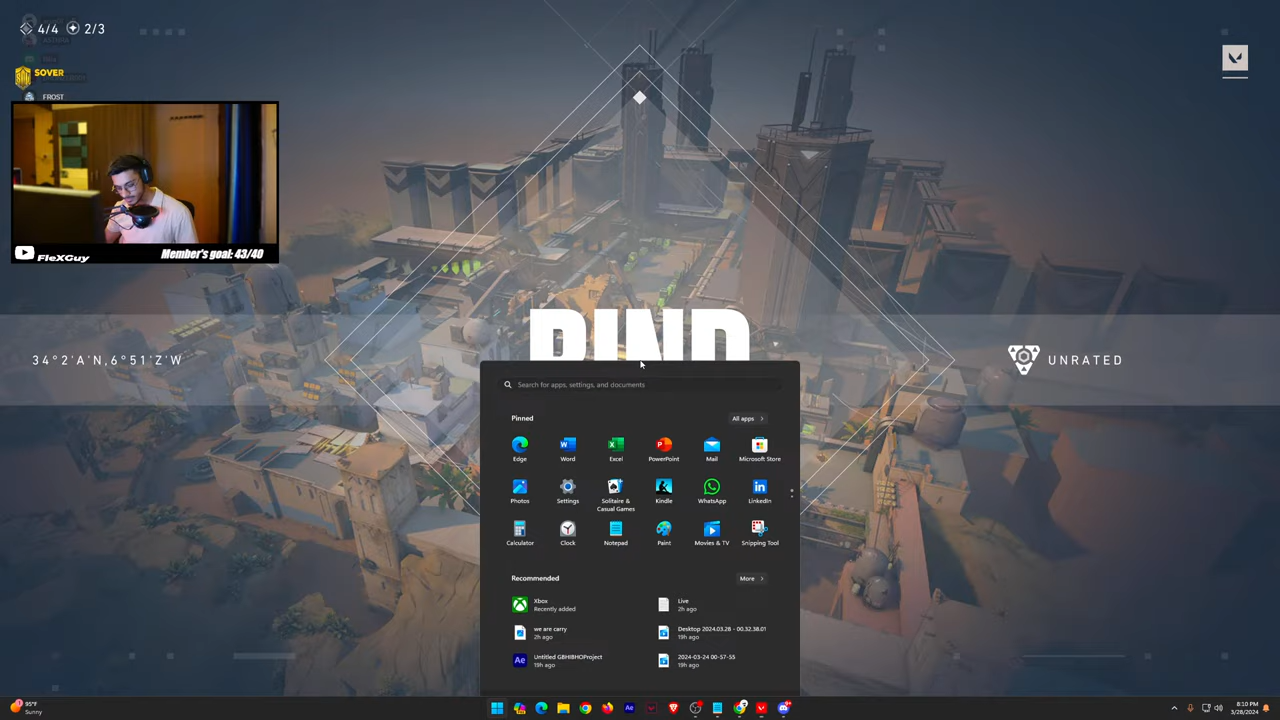 4/4 2/3
SOVER
FROST
FleXGuy
Member's goal: 43/40
34°2'A'N,6°51'Z'W
BIND
UNRATED
Search for apps, settings, and documents
Pinned
All apps
Edge
Word
Excel
PowerPoint
Mail
Microsoft Store
Photos
Settings
Solitaire &
Casual Games
Kindle
WhatsApp
LinkedIn
Calculator
Clock
Notepad
Paint
Movies & TV
Snipping Tool
Recommended
More
Xbox
Recently added
Live
2h ago
we are carry
2h ago
Desktop 2024.03.28 - 00.32.38.01
19h ago
Untitled GBHIBHOProject
19h ago
2024-03-24 00-57-55
19h ago
95°F
Sunny
8:10 PM
3/28/2024